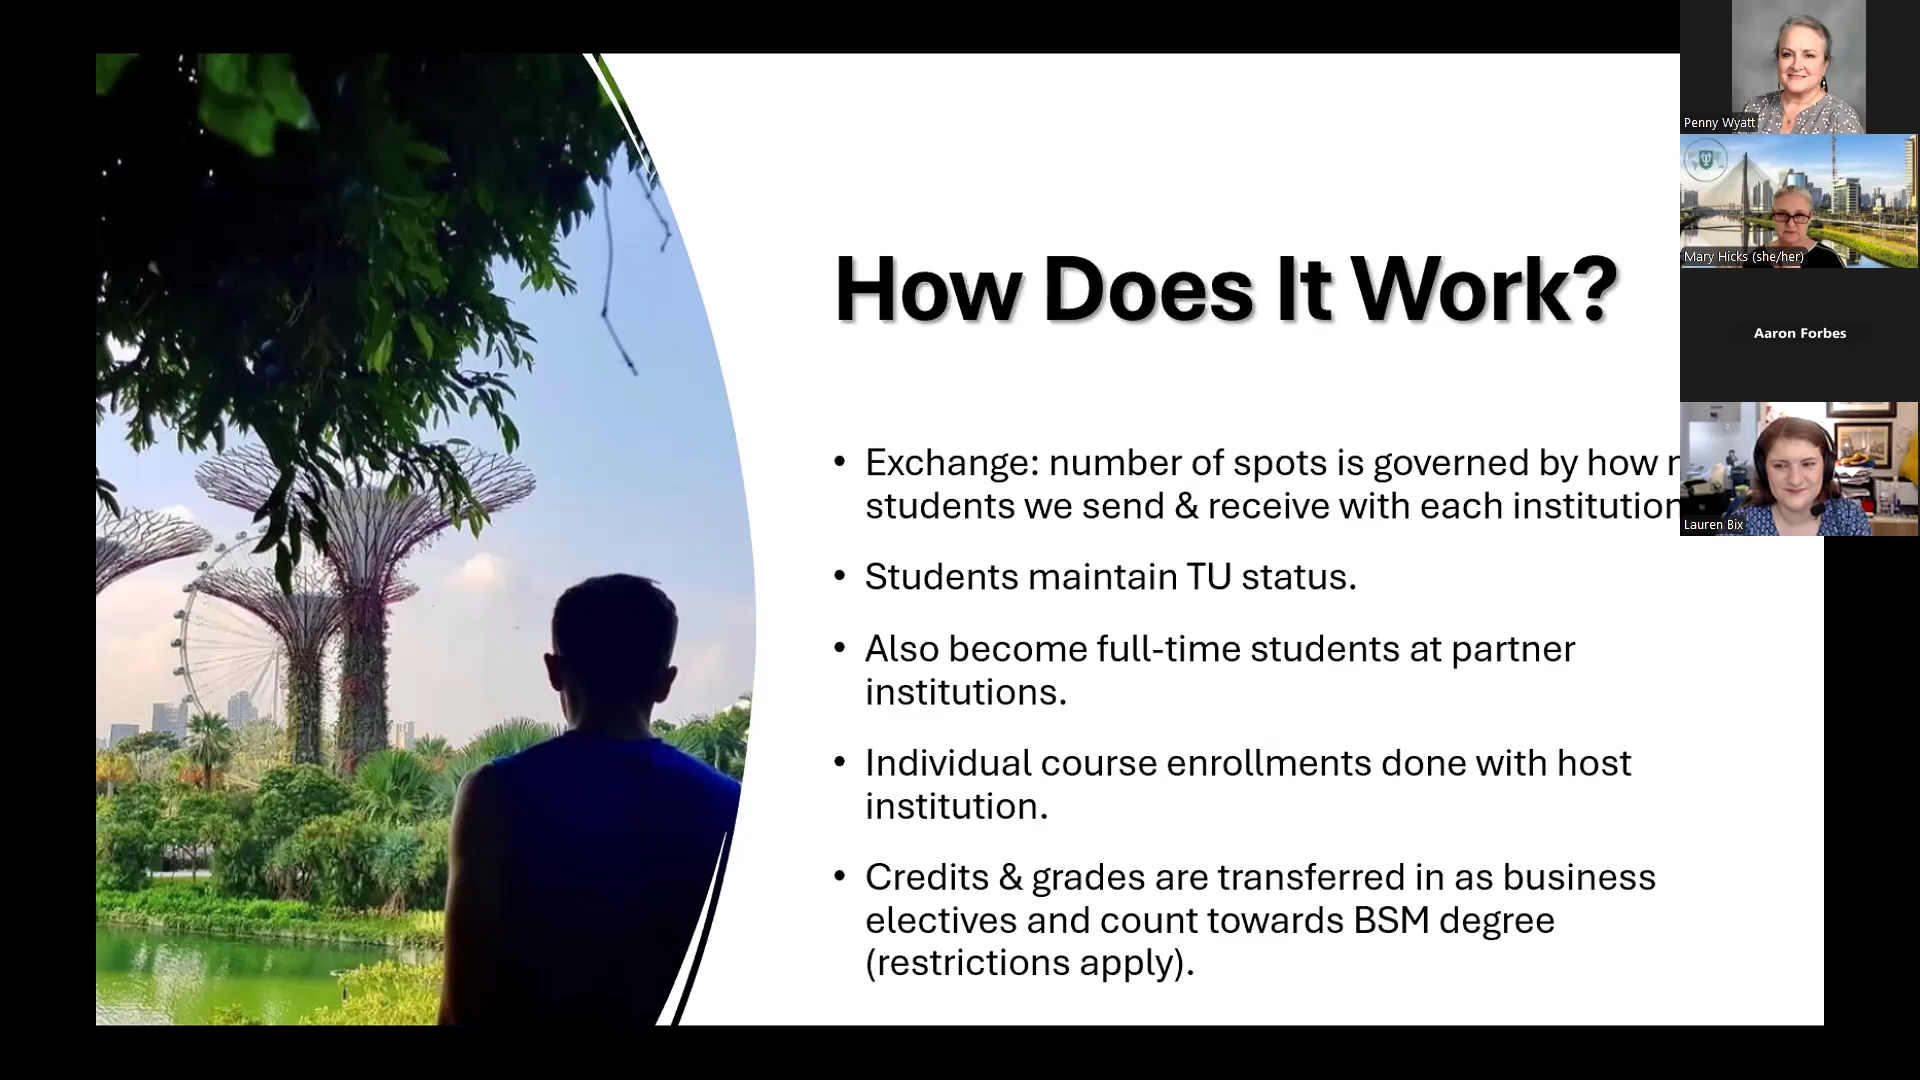 How Does It Work?
• Exchange: number of spots is governed by how
students we send & receive with each institution
• Students maintain TU status.
• Also become full-time students at partner
institutions.
• Individual course enrollments done with host
institution.
• Credits & grades are transferred in as business
electives and count towards BSM degree
(restrictions apply).
Penny Wyatt
Mary Hicks (she/her)
Aaron Forbes
Lauren Bix